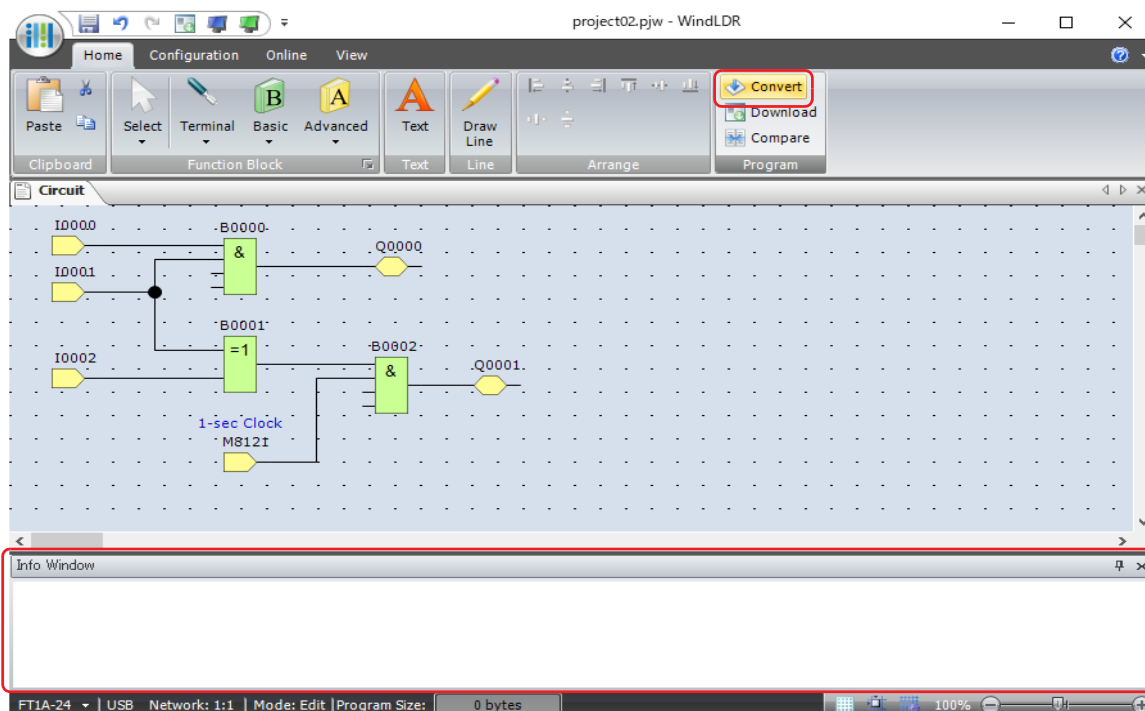 project02.pjw - WindLDR
Home Configuration Online View
Convert
Paste Select Terminal Basic Advanced Text Draw Line Download
B A
Compare
Clipboard Function Block Text Line Arrange Program
Circuit
I0000 B0000
& Q0000
I0001
B0001
=1 B0002
I0002 & Q0001
1-sec Clock
M8121
Info Window
FT1A-24 | USB Network: 1:1 | Mode: Edit | Program Size: 0 bytes 100%